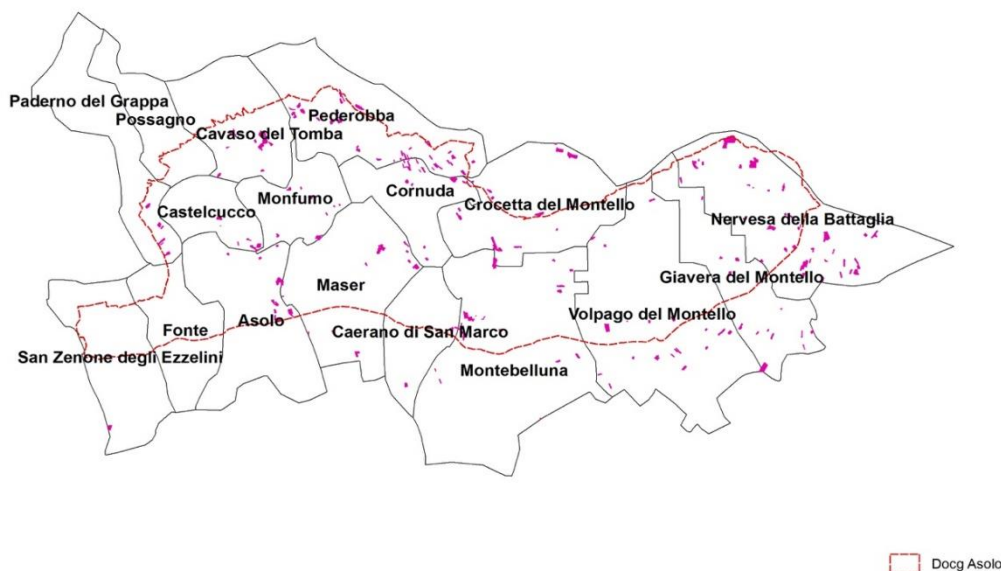 Paderno del Grappa
Possagno
Pederobba
Cavaso del Tomba
Cornuda
Monfumo
Castelcucco
Crocetta del Montello
Nervesa della Battaglia
Giavera del Montello
Maser
Volpago del Montello
Asolo
Fonte
Caerano di San Marco
San Zenone degli Ezzelini
Montebelluna
Docg Asolo